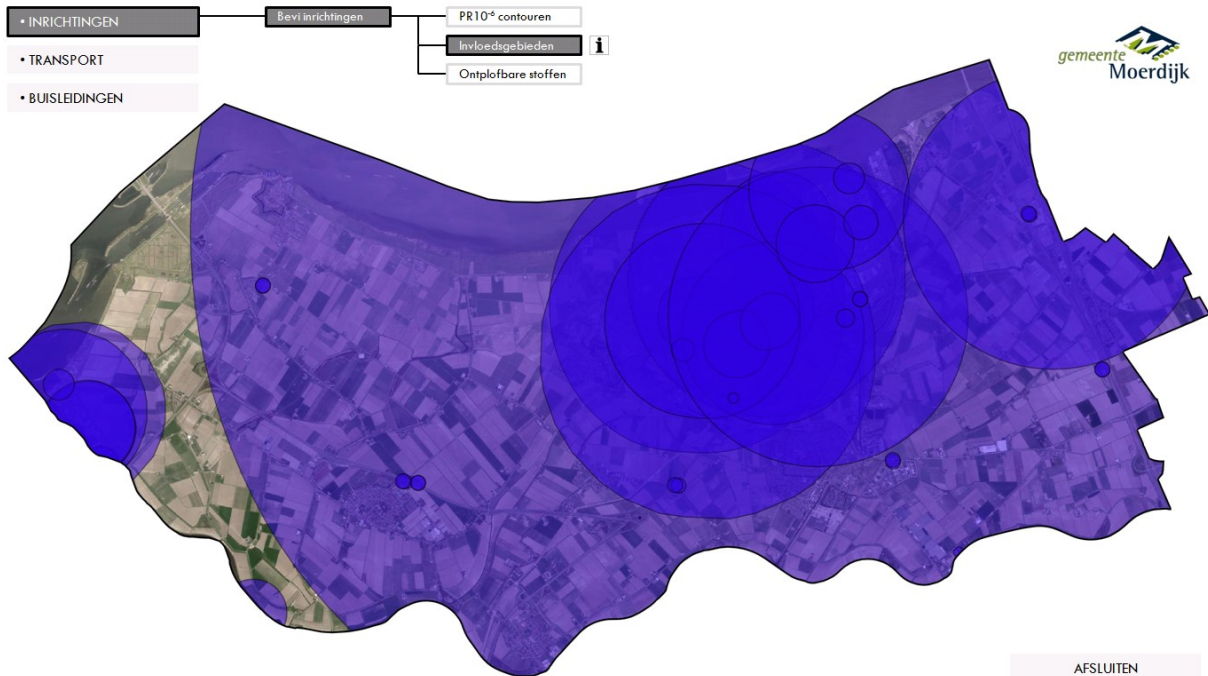 • INRICHTINGEN
Bevi inrichtingen
PR10⁻⁶ contouren
Invloedsgebieden
i
• TRANSPORT
Ontplofbare stoffen
• BUISLEIDINGEN
gemeente
Moerdijk
AFSLUITEN